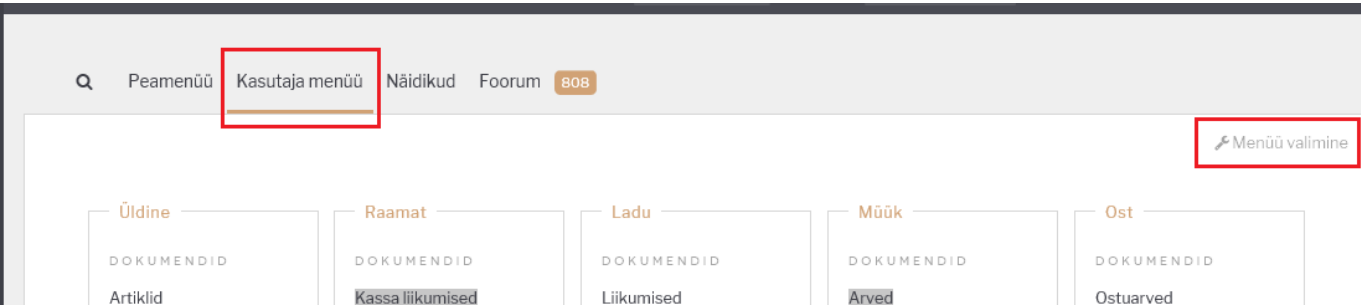 Peamenüü Kasutaja menüü Näidikud Foorum 808
Menüü valimine
Üldine Raamat Ladu Müük Ost
DOKUMENDID DOKUMENDID DOKUMENDID DOKUMENDID DOKUMENDID
Artiklid Kassa liikumised Liikumised Arved Ostuarved